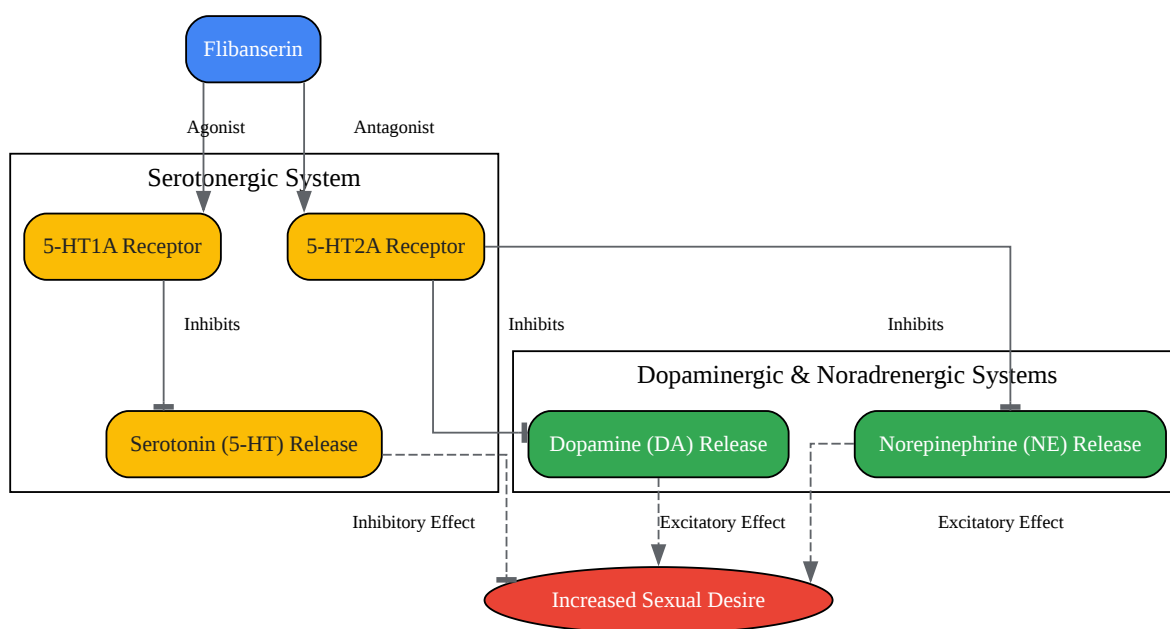 Flibanserin
Agonist
Antagonist
Serotonergic System
5-HT1A Receptor
5-HT2A Receptor
Inhibits
Inhibits
Inhibits
Dopaminergic & Noradrenergic Systems
Serotonin (5-HT) Release
Dopamine (DA) Release
Norepinephrine (NE) Release
Inhibitory Effect
Excitatory Effect
Excitatory Effect
Increased Sexual Desire